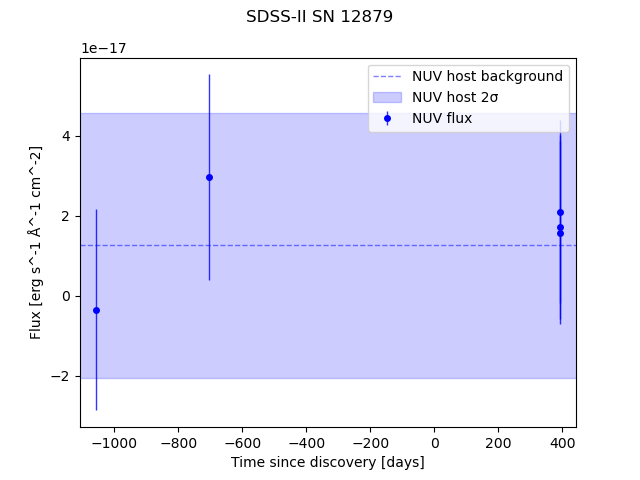 SDSS-II SN 12879
1e−17
NUV host background
NUV host 2σ
NUV flux
4
2
0
−2
Flux [erg s^-1 Å^-1 cm^-2]
−1000 −800 −600 −400 −200 0 200 400
Time since discovery [days]